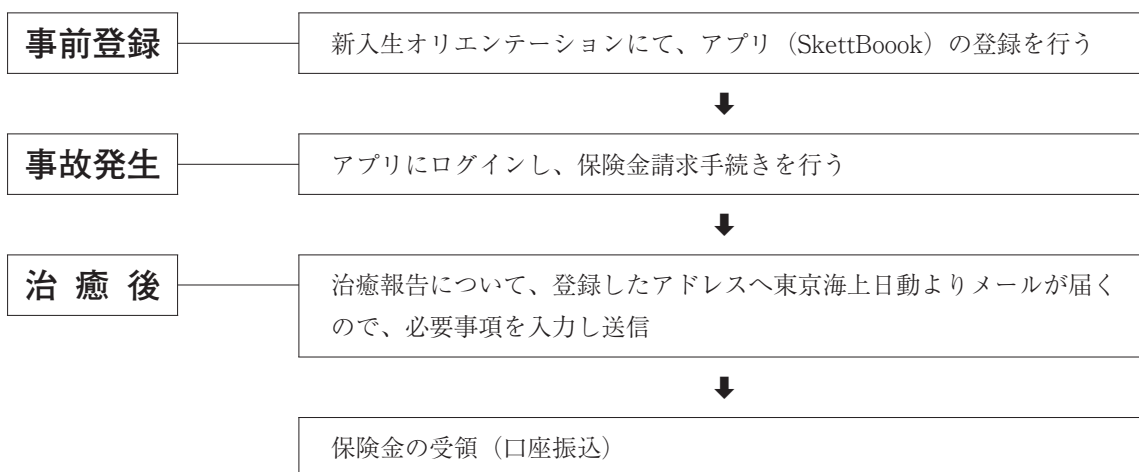 事前登録
新入生オリエンテーションにて、アプリ（SkettBoook）の登録を行う
事故発生
アプリにログインし、保険金請求手続きを行う
治癒後
治癒報告について、登録したアドレスへ東京海上日動よりメールが届く
ので、必要事項を入力し送信
保険金の受領（口座振込）